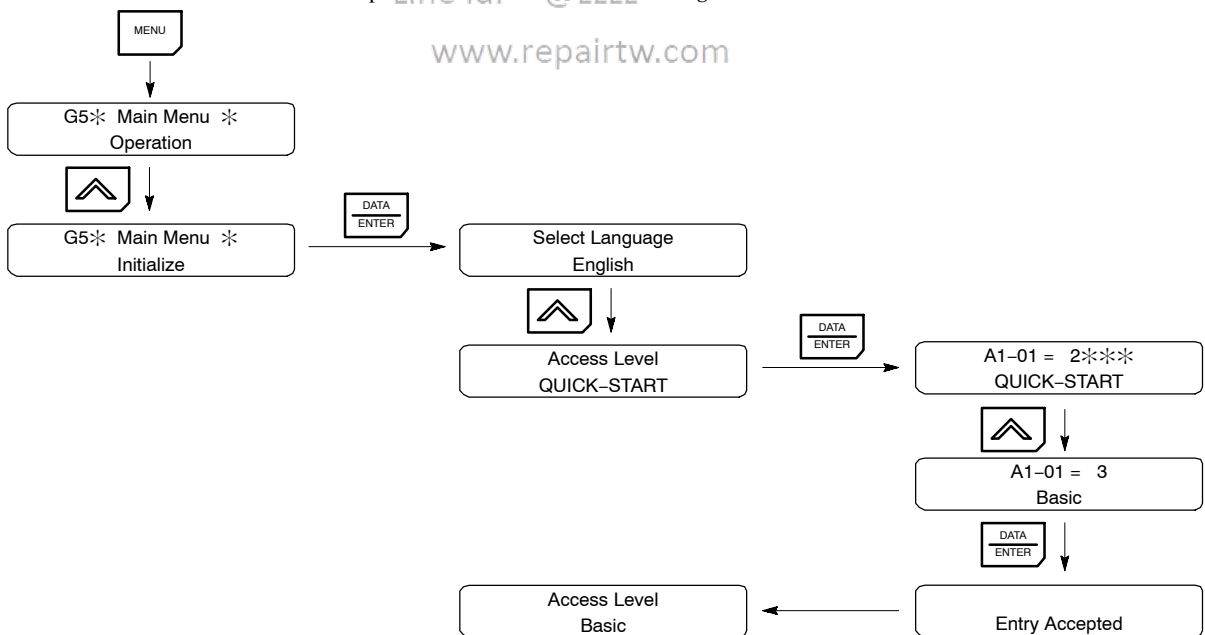 www.repairtw.com
MENU
G5✳ Main Menu ✳
Operation
G5✳ Main Menu ✳
Initialize
DATA
ENTER
Select Language
English
Access Level
QUICK−START
DATA
ENTER
A1−01 = 2✳✳✳
QUICK−START
A1−01 = 3
Basic
DATA
ENTER
Entry Accepted
Access Level
Basic